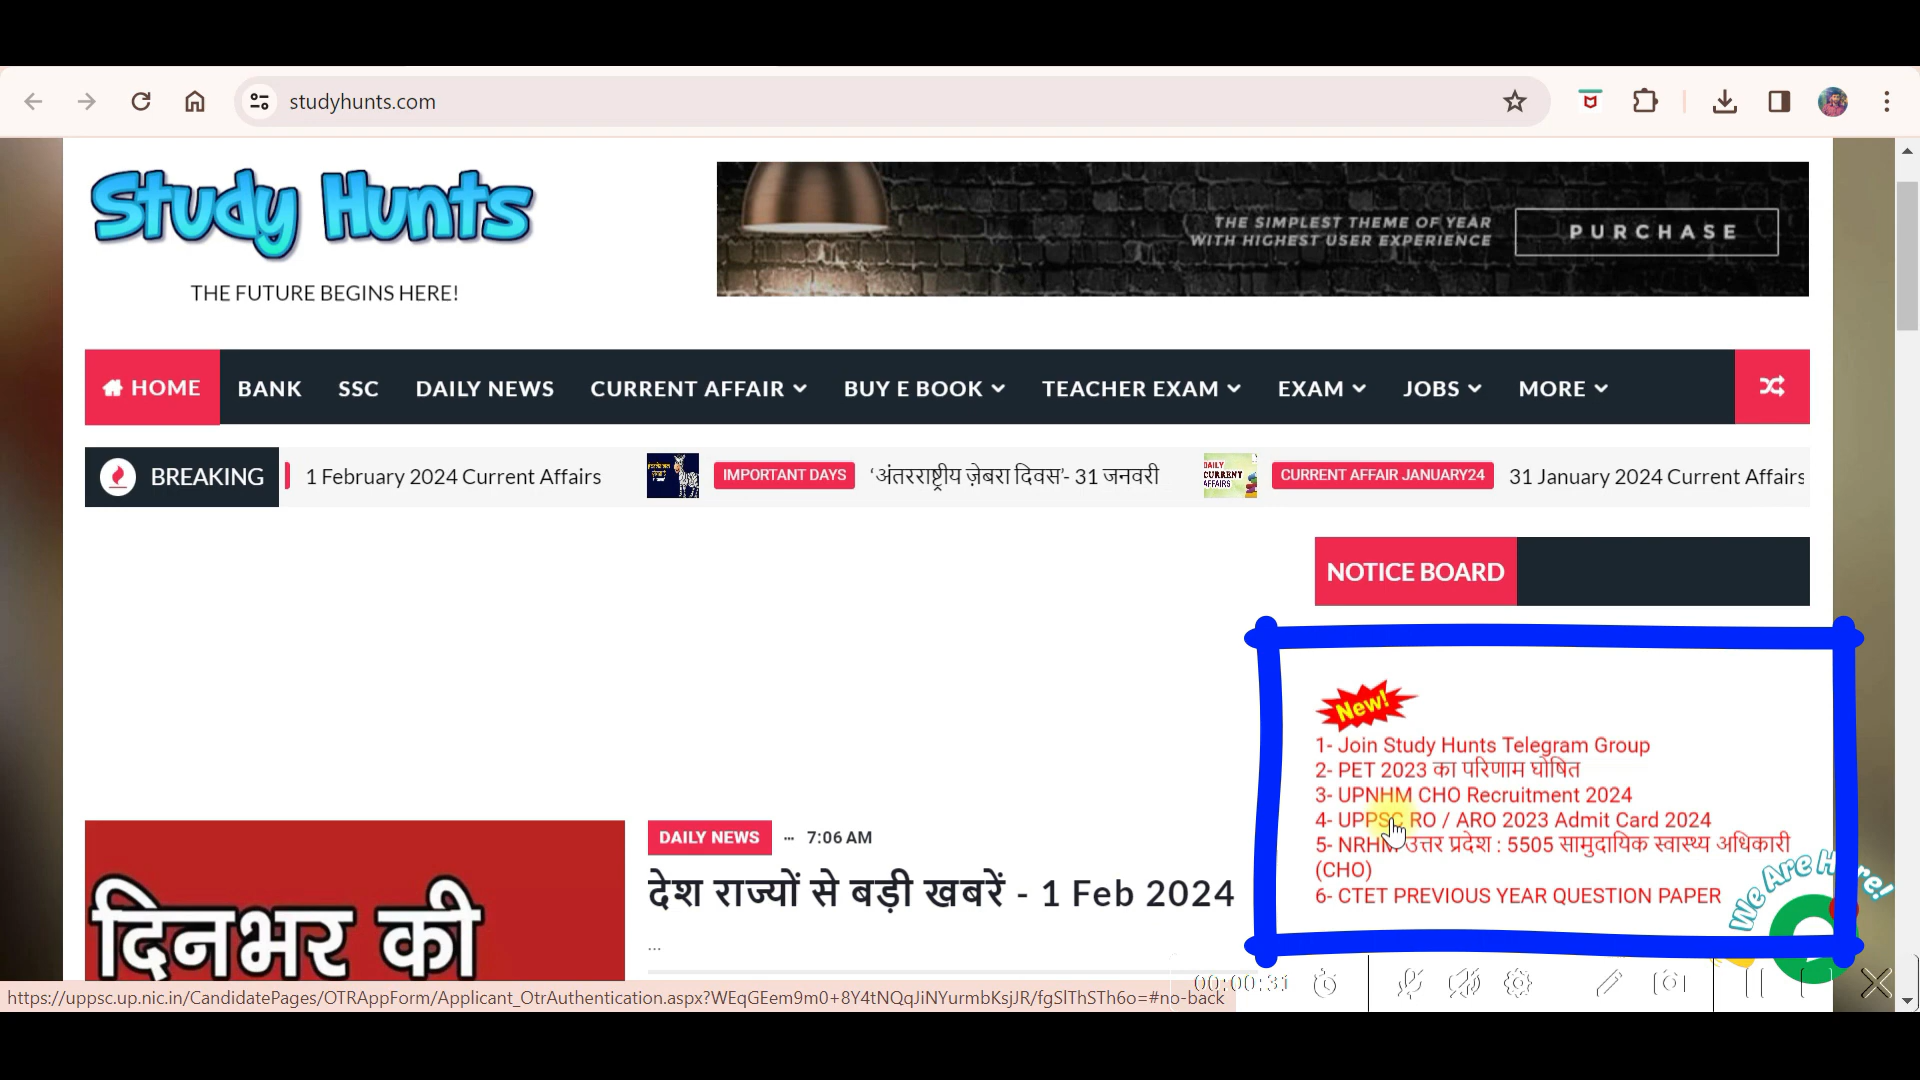 studyhunts.com
Study Hunts
THE FUTURE BEGINS HERE!
THE SIMPLEST THEME OF YEAR
WITH HIGHEST USER EXPERIENCE
PURCHASE
HOME BANK SSC DAILY NEWS CURRENT AFFAIR BUY E BOOK TEACHER EXAM EXAM JOBS MORE
BREAKING 1 February 2024 Current Affairs IMPORTANT DAYS ‘अंतरराष्ट्रीय ज़ेबरा दिवस’- 31 जनवरी DAILY CURRENT AFFAIRS CURRENT AFFAIR JANUARY24 31 January 2024 Current Affairs
NOTICE BOARD
New!
1- Join Study Hunts Telegram Group
2- PET 2023 का परिणाम घोषित
3- UPNHM CHO Recruitment 2024
4- UPPSC RO / ARO 2023 Admit Card 2024
5- NRHM उत्तर प्रदेश : 5505 सामुदायिक स्वास्थ्य अधिकारी
(CHO)
6- CTET PREVIOUS YEAR QUESTION PAPER
We Are Here!
DAILY NEWS -- 7:06 AM
देश राज्यों से बड़ी खबरें - 1 Feb 2024
...
दिनभर की
00:00:31
https://uppsc.up.nic.in/CandidatePages/OTRAppForm/Applicant_OtrAuthentication.aspx?WEqGEem9m0+8Y4tNQqJiNYurmbKsjJR/fgSlThSTh6o=#no-back